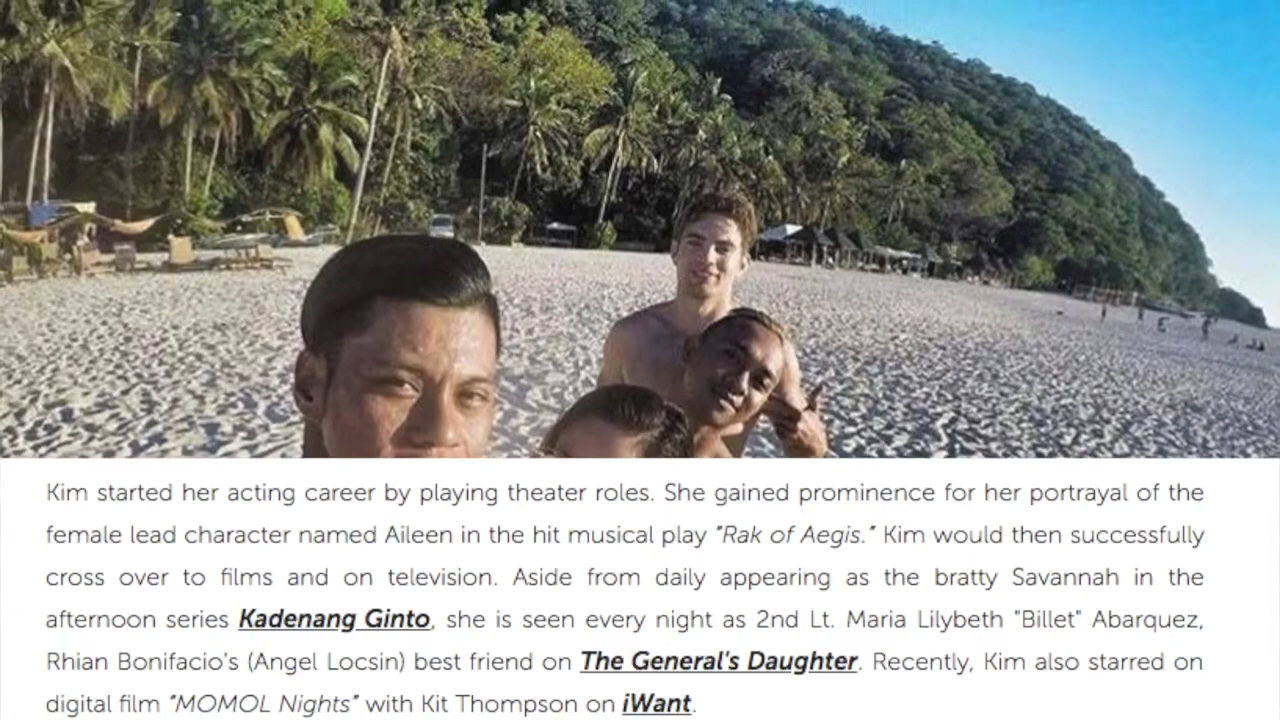 Kim started her acting career by playing theater roles. She gained prominence for her portrayal of the
female lead character named Aileen in the hit musical play “Rak of Aegis.” Kim would then successfully
cross over to films and on television. Aside from daily appearing as the bratty Savannah in the
afternoon series Kadenang Ginto, she is seen every night as 2nd Lt. Maria Lilybeth "Billet" Abarquez,
Rhian Bonifacio's (Angel Locsin) best friend on The General's Daughter. Recently, Kim also starred on
digital film “MOMOL Nights” with Kit Thompson on iWant.